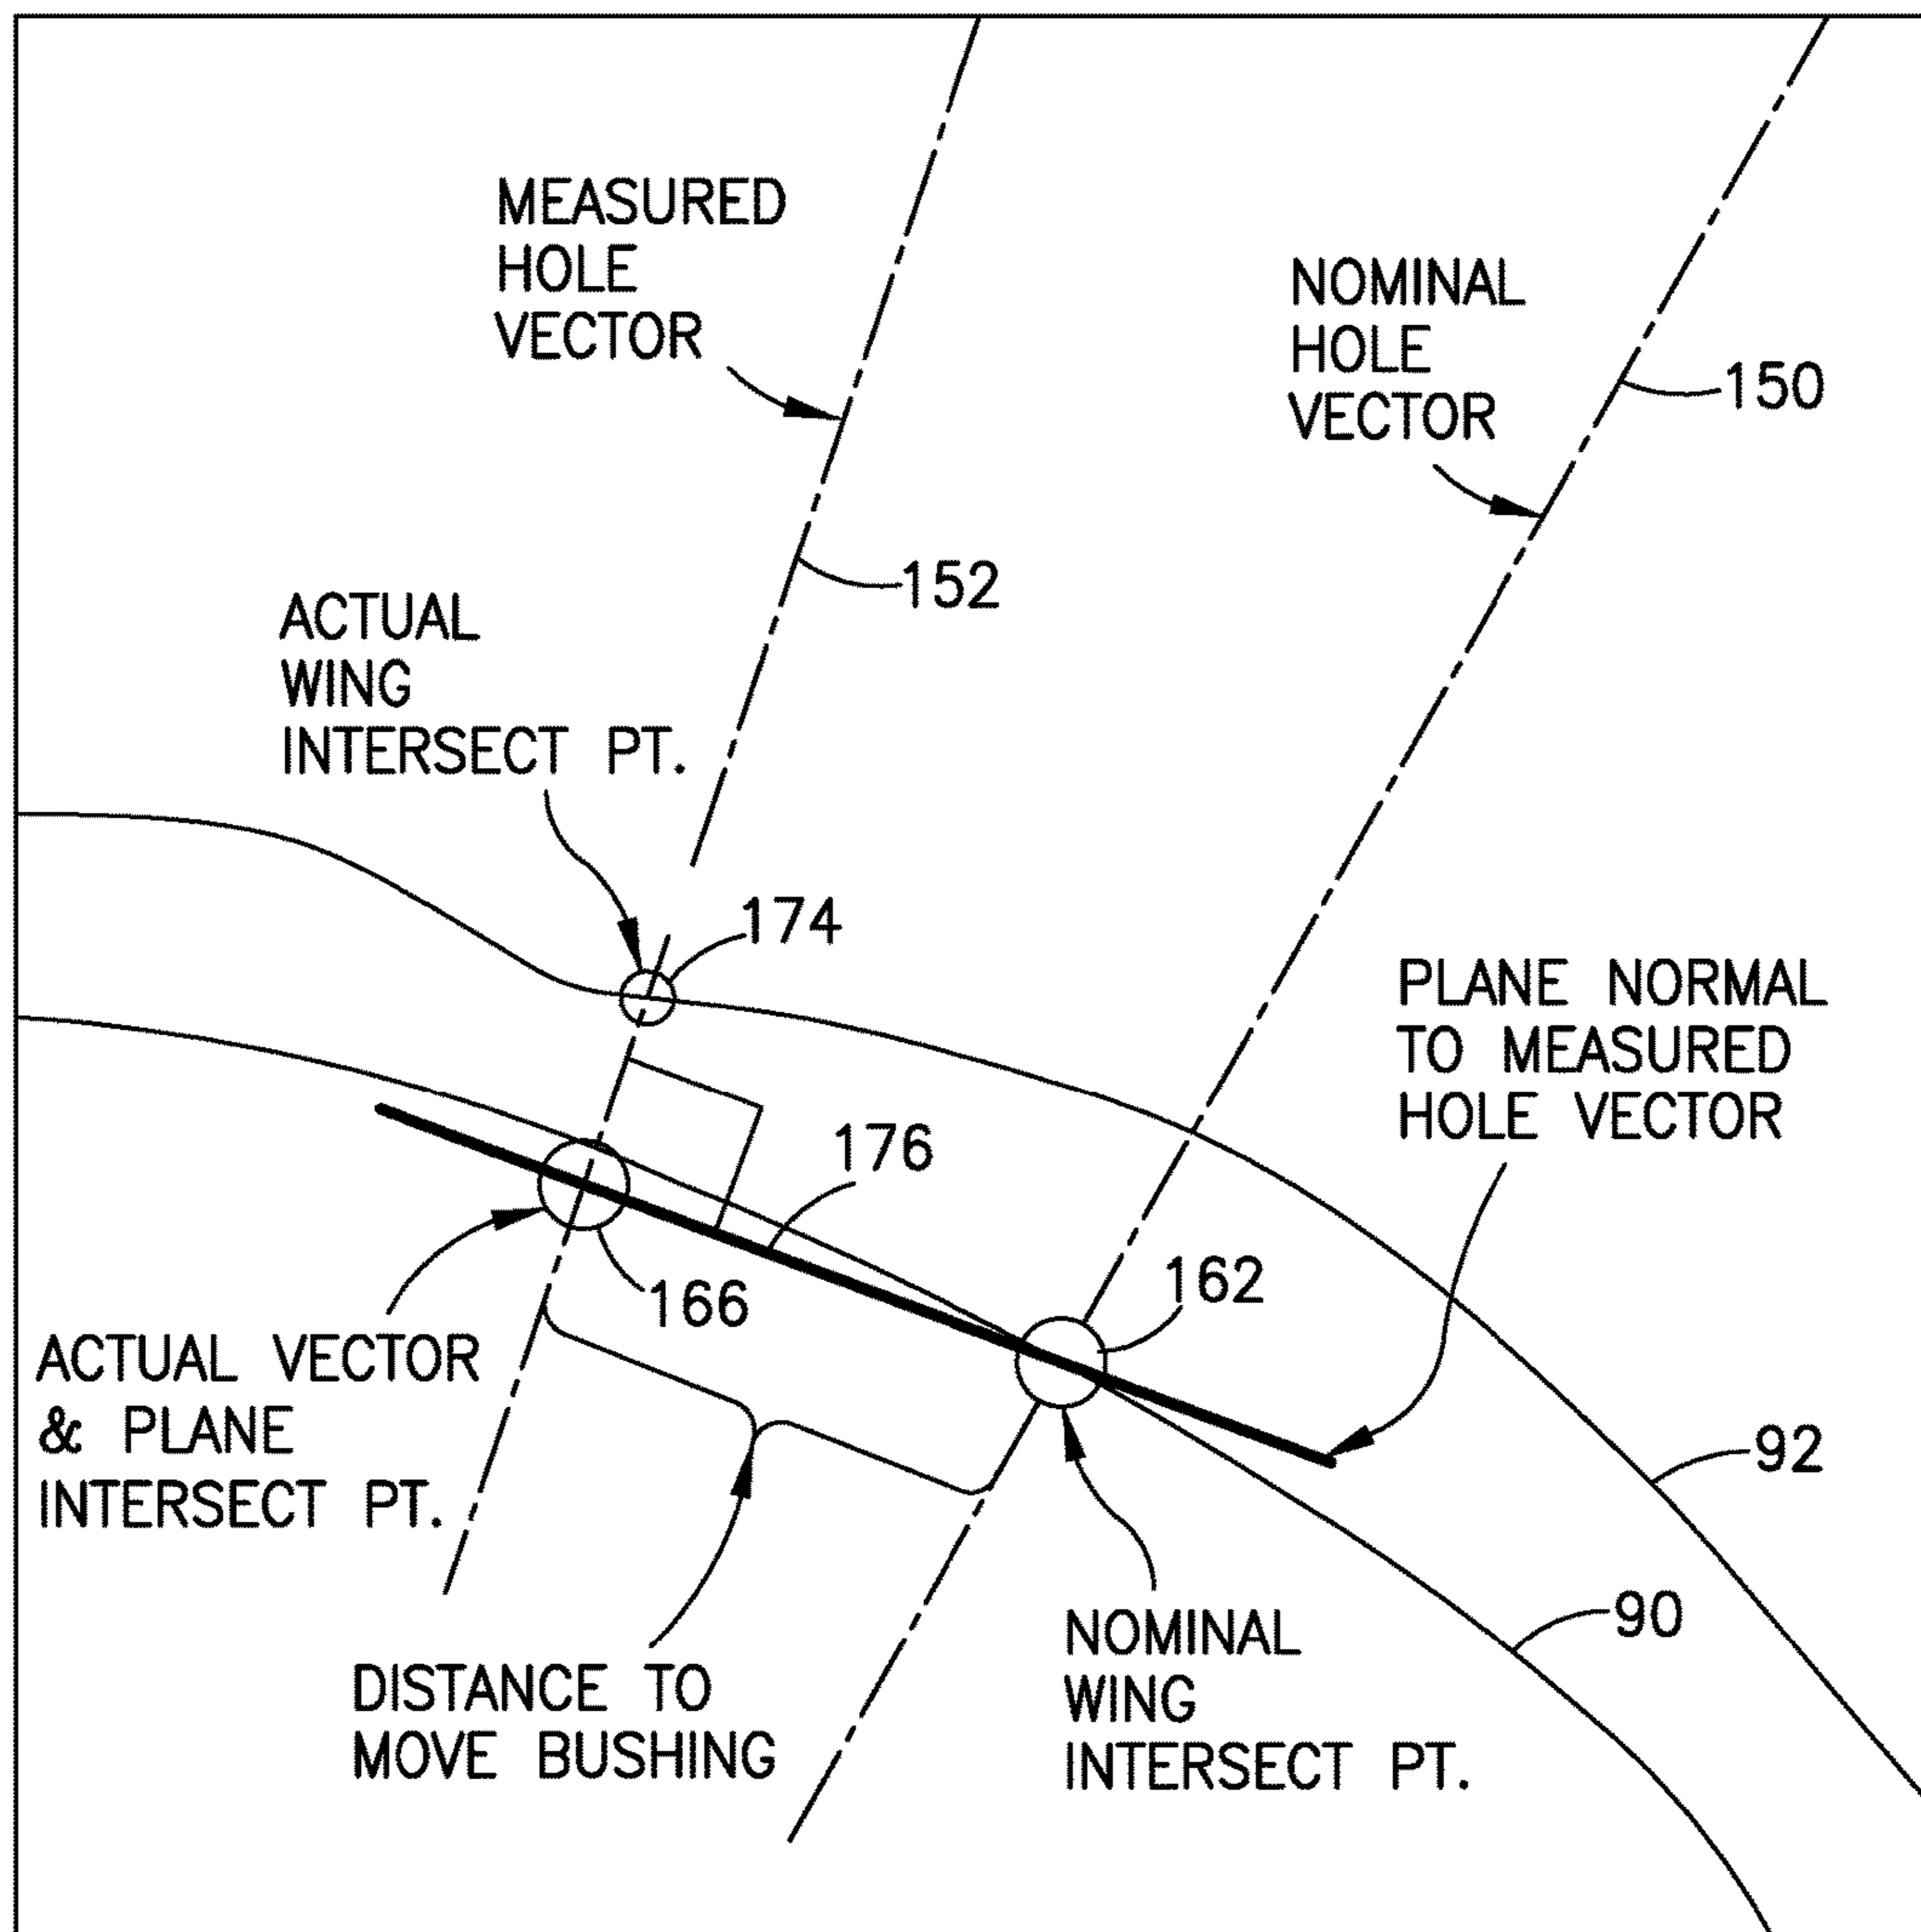 MEASURED
HOLE
VECTOR
NOMINAL
HOLE
VECTOR
150
152
ACTUAL
WING
INTERSECT PT.
174
PLANE NORMAL
TO MEASURED
HOLE VECTOR
176
166
162
ACTUAL VECTOR
& PLANE
INTERSECT PT.
92
90
DISTANCE TO
MOVE BUSHING
NOMINAL
WING
INTERSECT PT.